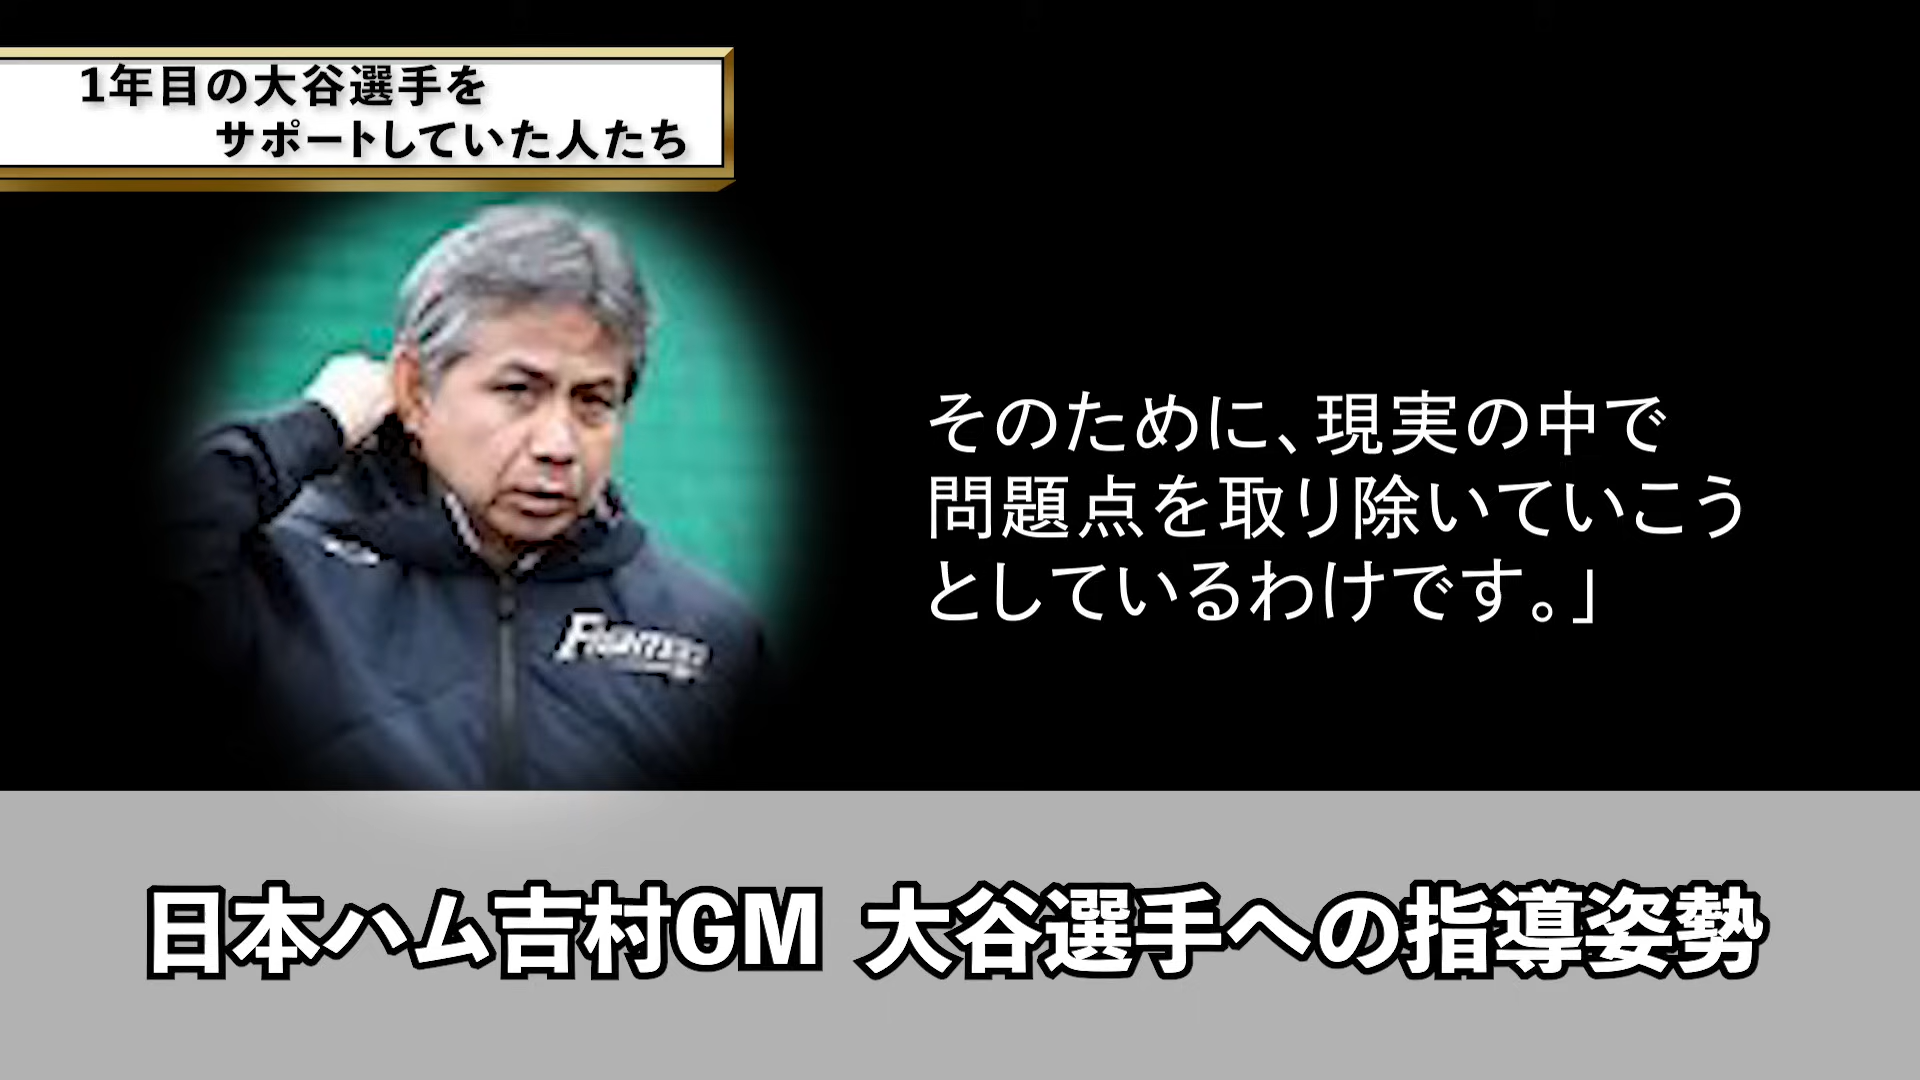 1年目の大谷選手を
サポートしていた人たち
そのために、現実の中で
問題点を取り除いていこう
としているわけです。」
FIGHTERS
日本ハム吉村GM 大谷選手への指導姿勢